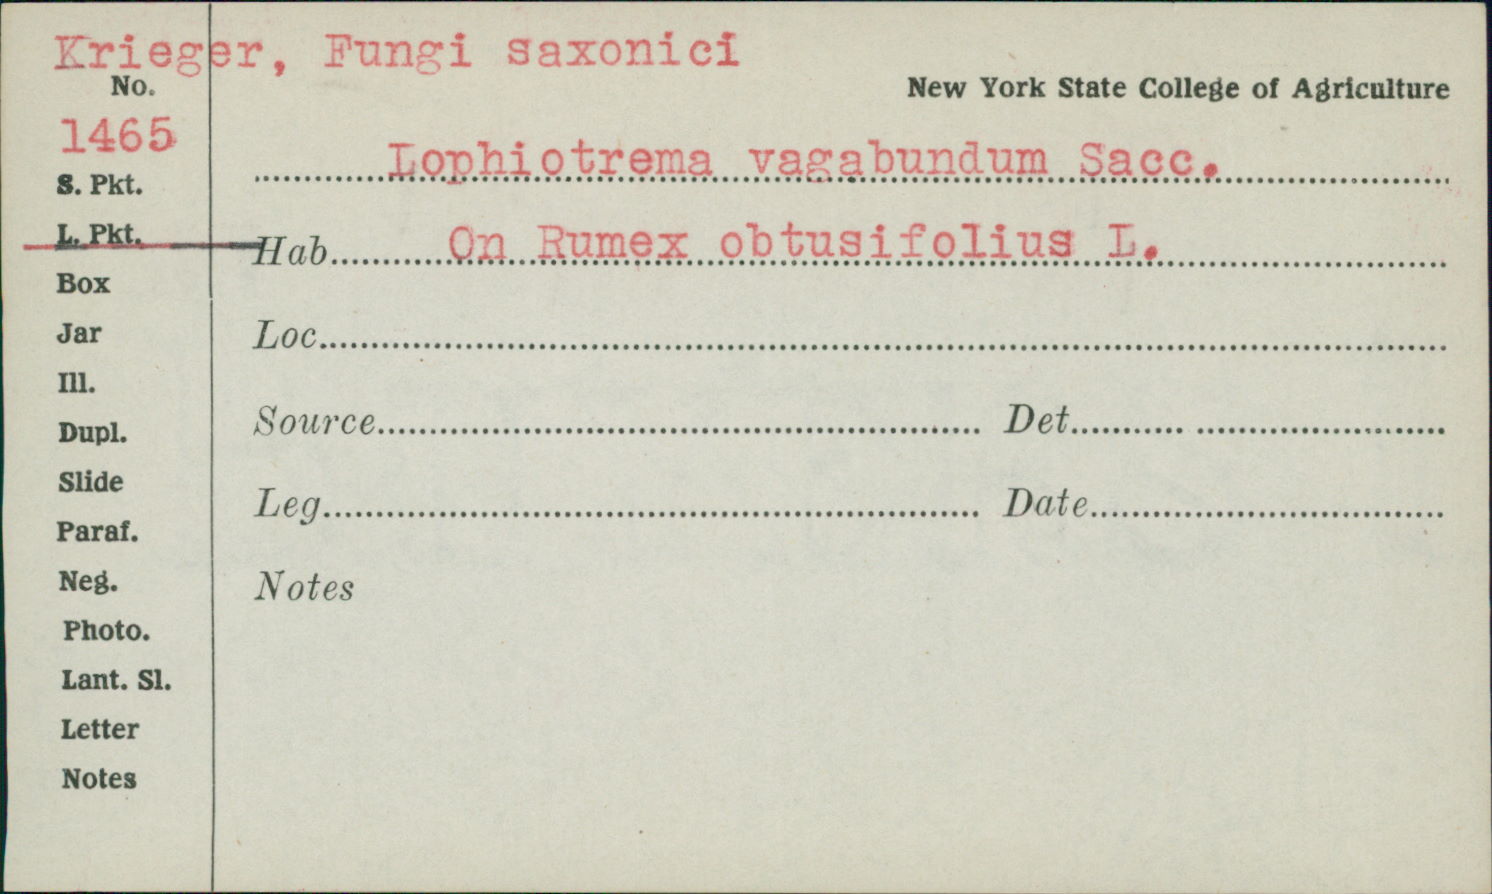 Krieger, Fungi saxonici
No.
New York State College of Agriculture
1465
Lophiotrema vagabundum Sacc.
S. Pkt.
L. Pkt.
Hab. On Rumex obtusifolius L.
Box
Jar
Loc.
Ill.
Dupl.
Source Det.
Slide
Leg. Date
Paraf.
Neg.
Notes
Photo.
Lant. Sl.
Letter
Notes